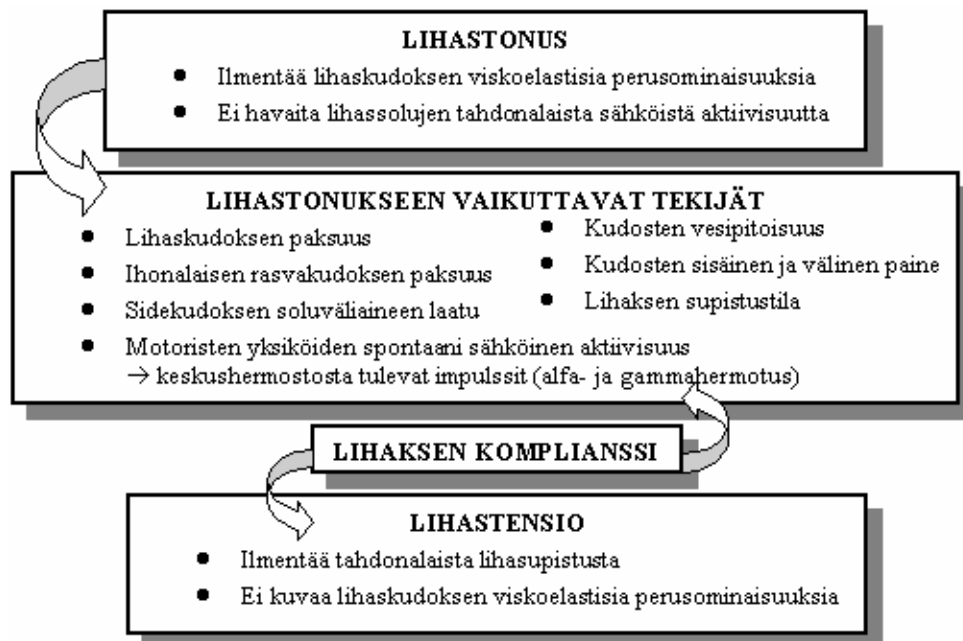 LIHASTONUS
● Ilmentää lihaskudoksen viskoelastisia perusominaisuuksia
● Ei havaita lihassolujen tahdonalaista sähköistä aktiivisuutta
LIHASTONUKSEEN VAIKUTTAVAT TEKIJÄT
● Lihaskudoksen paksuus
● Ihonalaisen rasvakudoksen paksuus
● Sidekudoksen soluväliaineen laatu
● Motoristen yksiköiden spontaani sähköinen aktiivisuus
→ keskushermostosta tulevat impulssit (alfa- ja gammahermotus)
● Kudosten vesipitoisuus
● Kudosten sisäinen ja välinen paine
● Lihaksen supistustila
LIHAKSEN KOMPLIANSSI
LIHASTENSIO
● Ilmentää tahdonalaista lihasupistusta
● Ei kuvaa lihaskudoksen viskoelastisia perusominaisuuksia